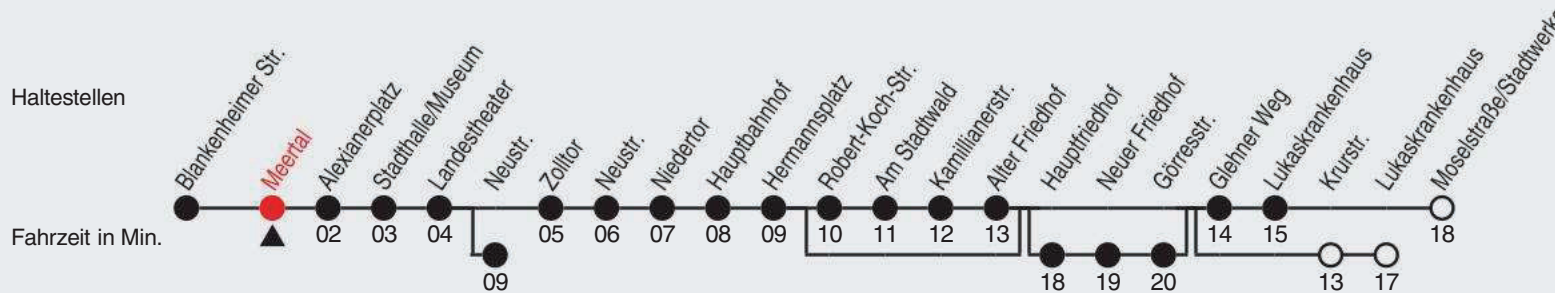 Haltestellen
Blankenheimer Str.
Meertal
Alexianerplatz
Stadthalle/Museum
Landestheater
Neustr.
Zolltor
Neustr.
Niedertor
Hauptbahnhof
Hermannsplatz
Robert-Koch-Str.
Am Stadtwald
Kamillianerstr.
Alter Friedhof
Hauptfriedhof
Neuer Friedhof
Görresstr.
Glehner Weg
Lukaskrankenhaus
Krurstr.
Lukaskrankenhaus
Moselstraße/Stadtwerke
Fahrzeit in Min.
02 03 04 05 06 07 08 09 10 11 12 13 14 15 18
09 18 19 20 13 17